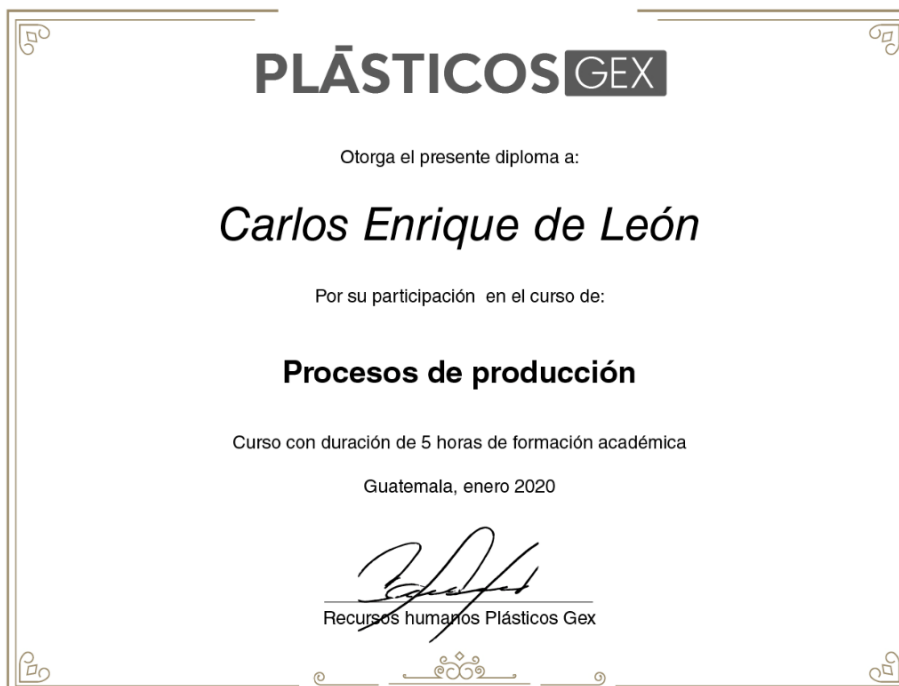 PLĀSTICOS GEX
Otorga el presente diploma a:
Carlos Enrique de León
Por su participación en el curso de:
Procesos de producción
Curso con duración de 5 horas de formación académica
Guatemala, enero 2020
Recursos humanos Plásticos Gex